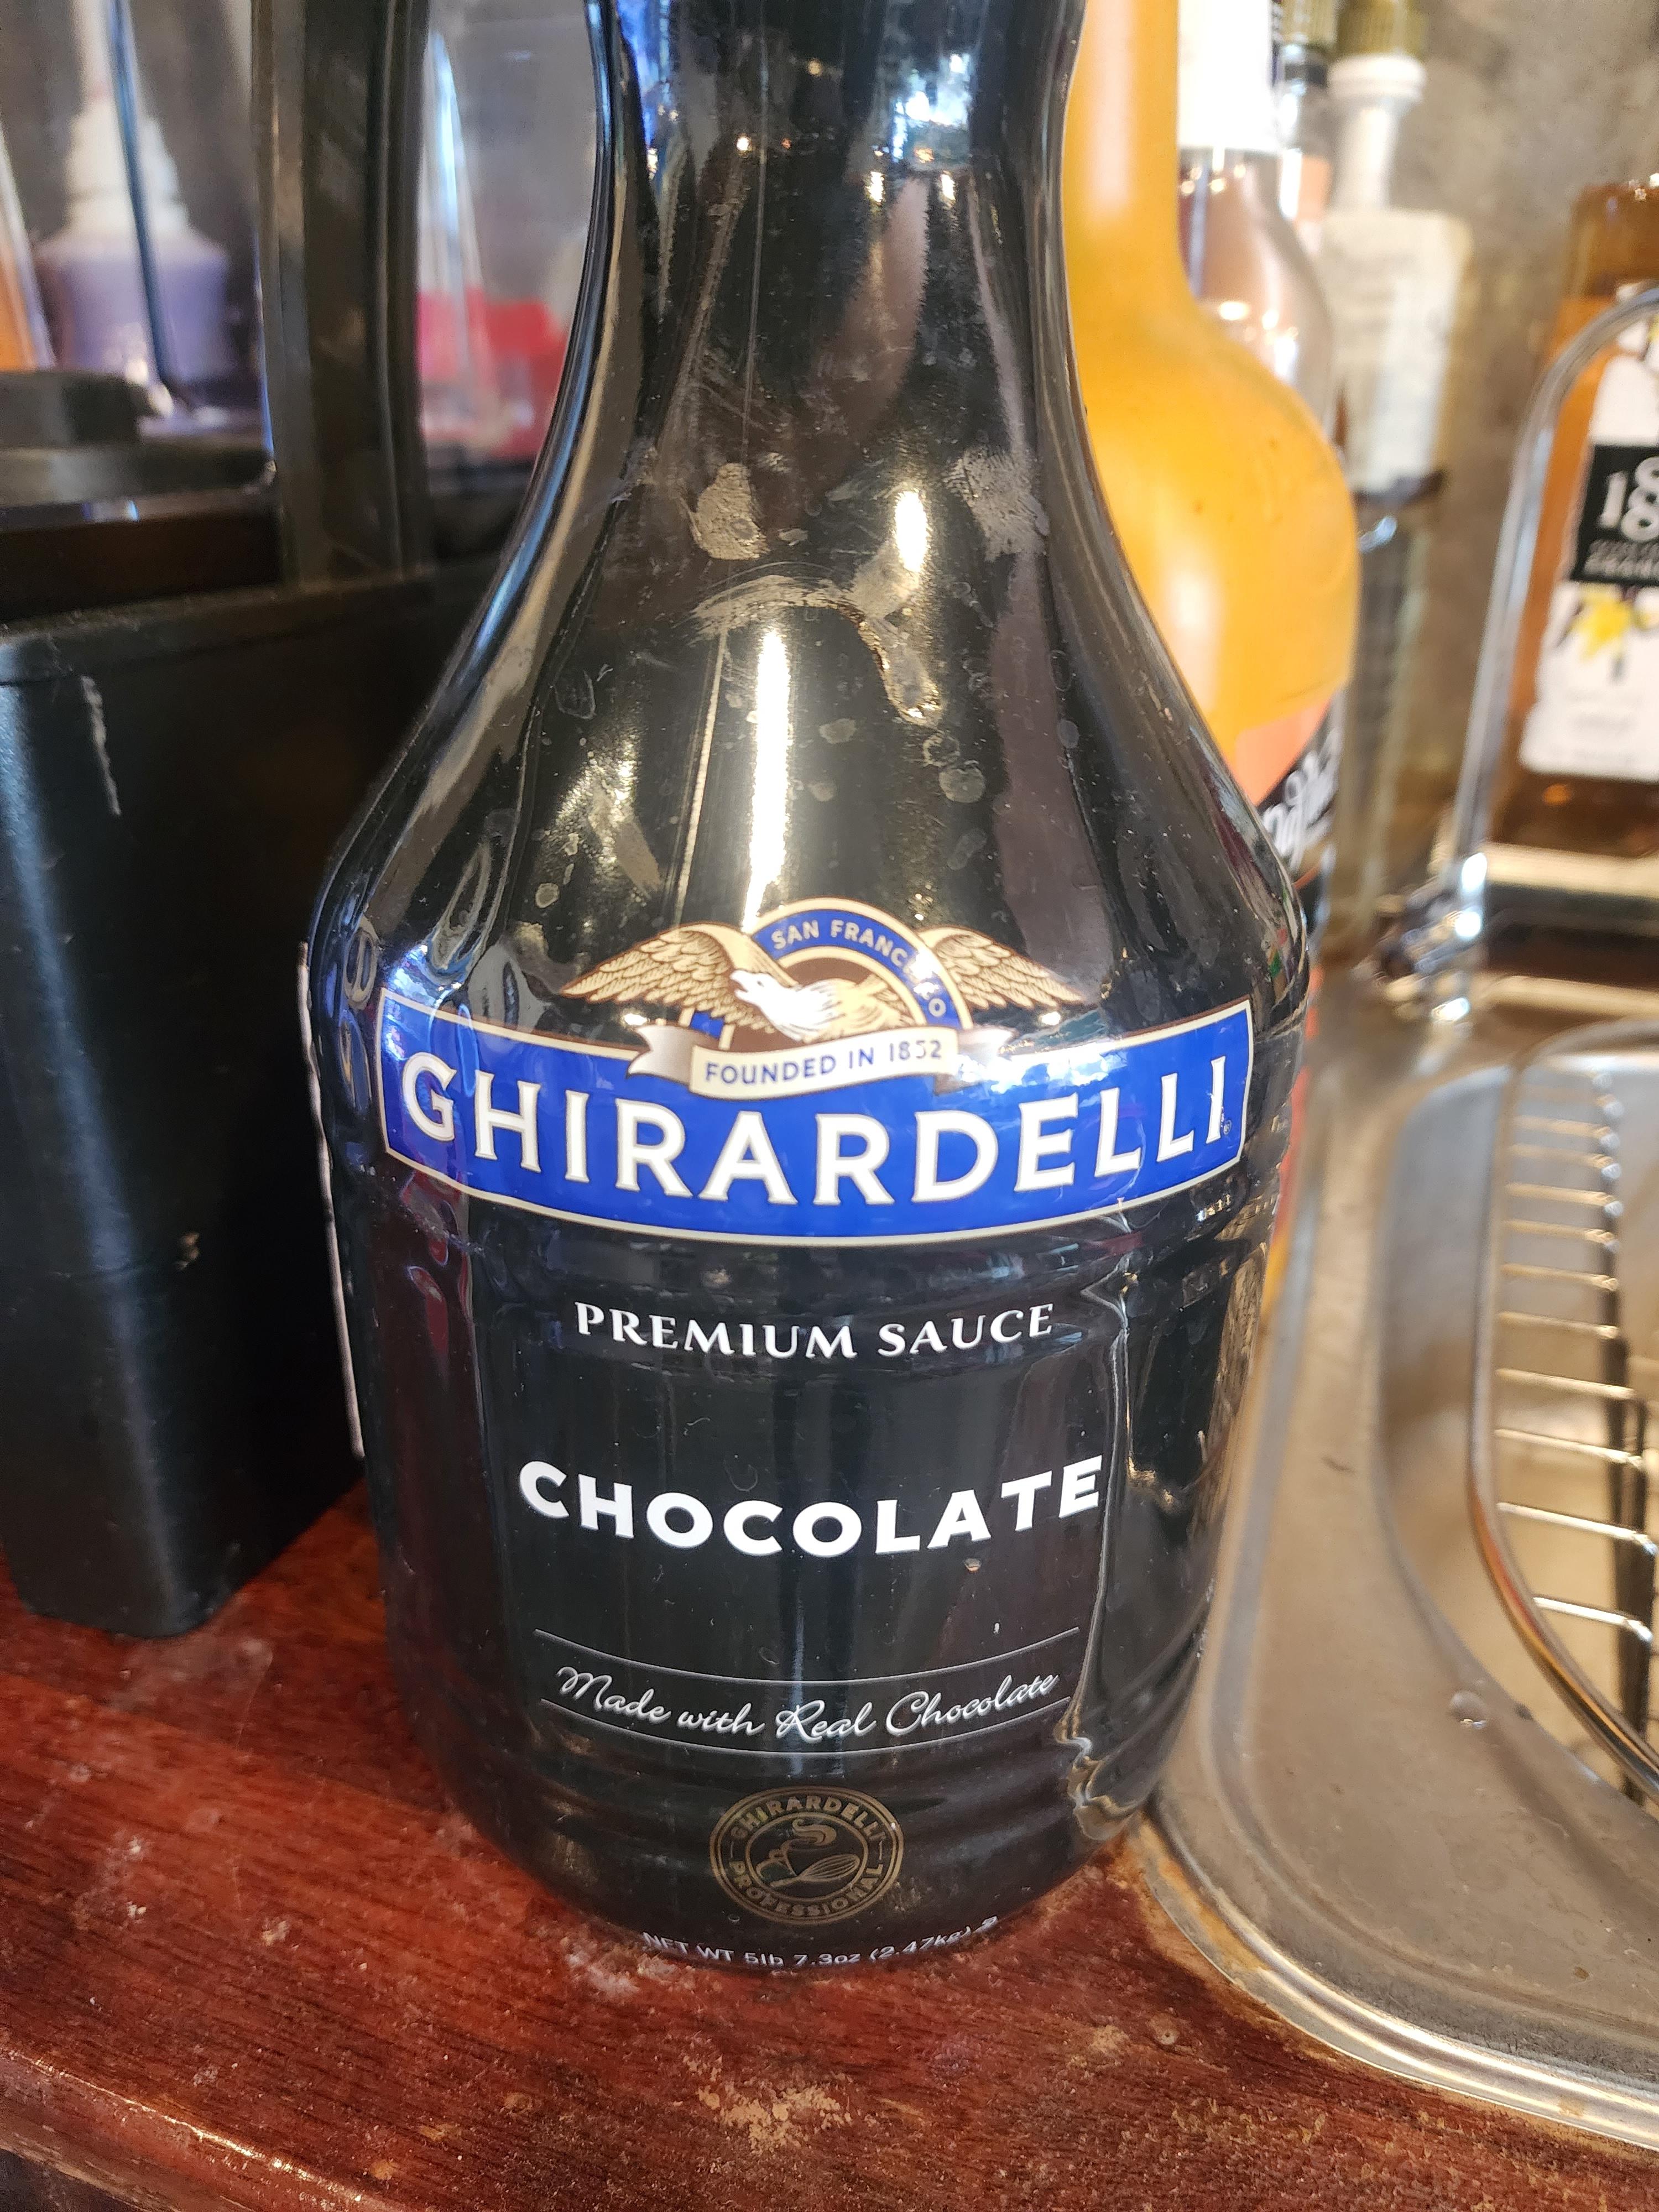 SAN FRANCISCO
FOUNDED IN 1852
GHIRARDELLI
PREMIUM SAUCE
CHOCOLATE
Made with Real Chocolate
GHIRARDELLI
PROFESSIONAL
NET WT 5lb 7.3oz (2.47kg)